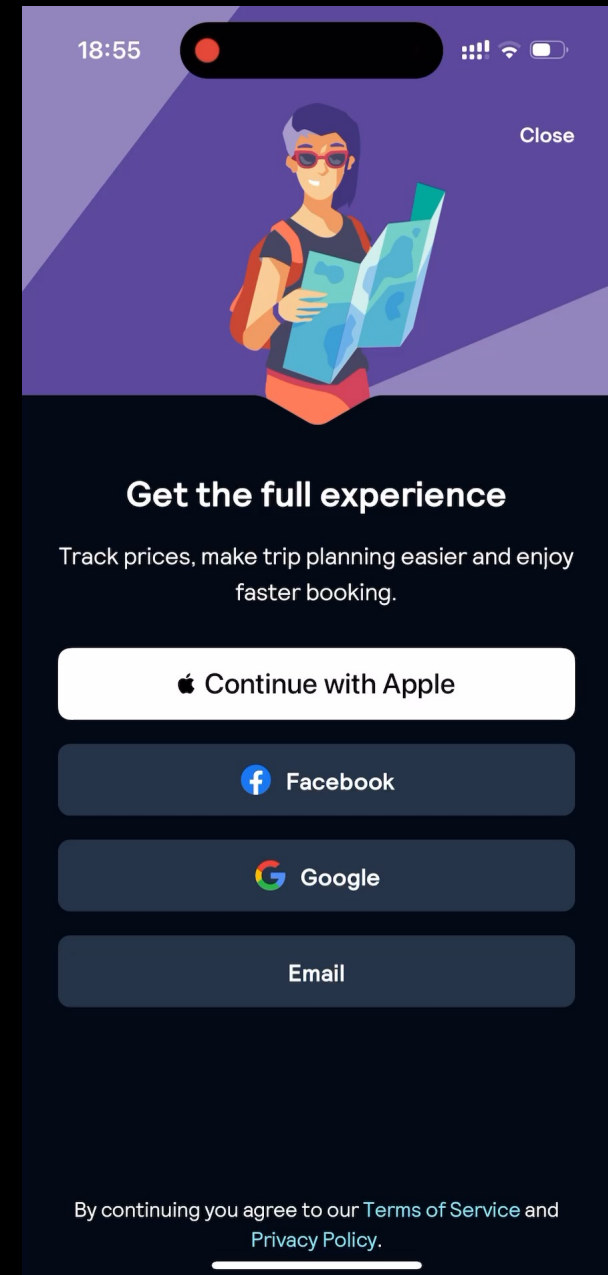 18:55
Close
Get the full experience
Track prices, make trip planning easier and enjoy
faster booking.
Continue with Apple
Facebook
Google
Email
By continuing you agree to our Terms of Service and
Privacy Policy.